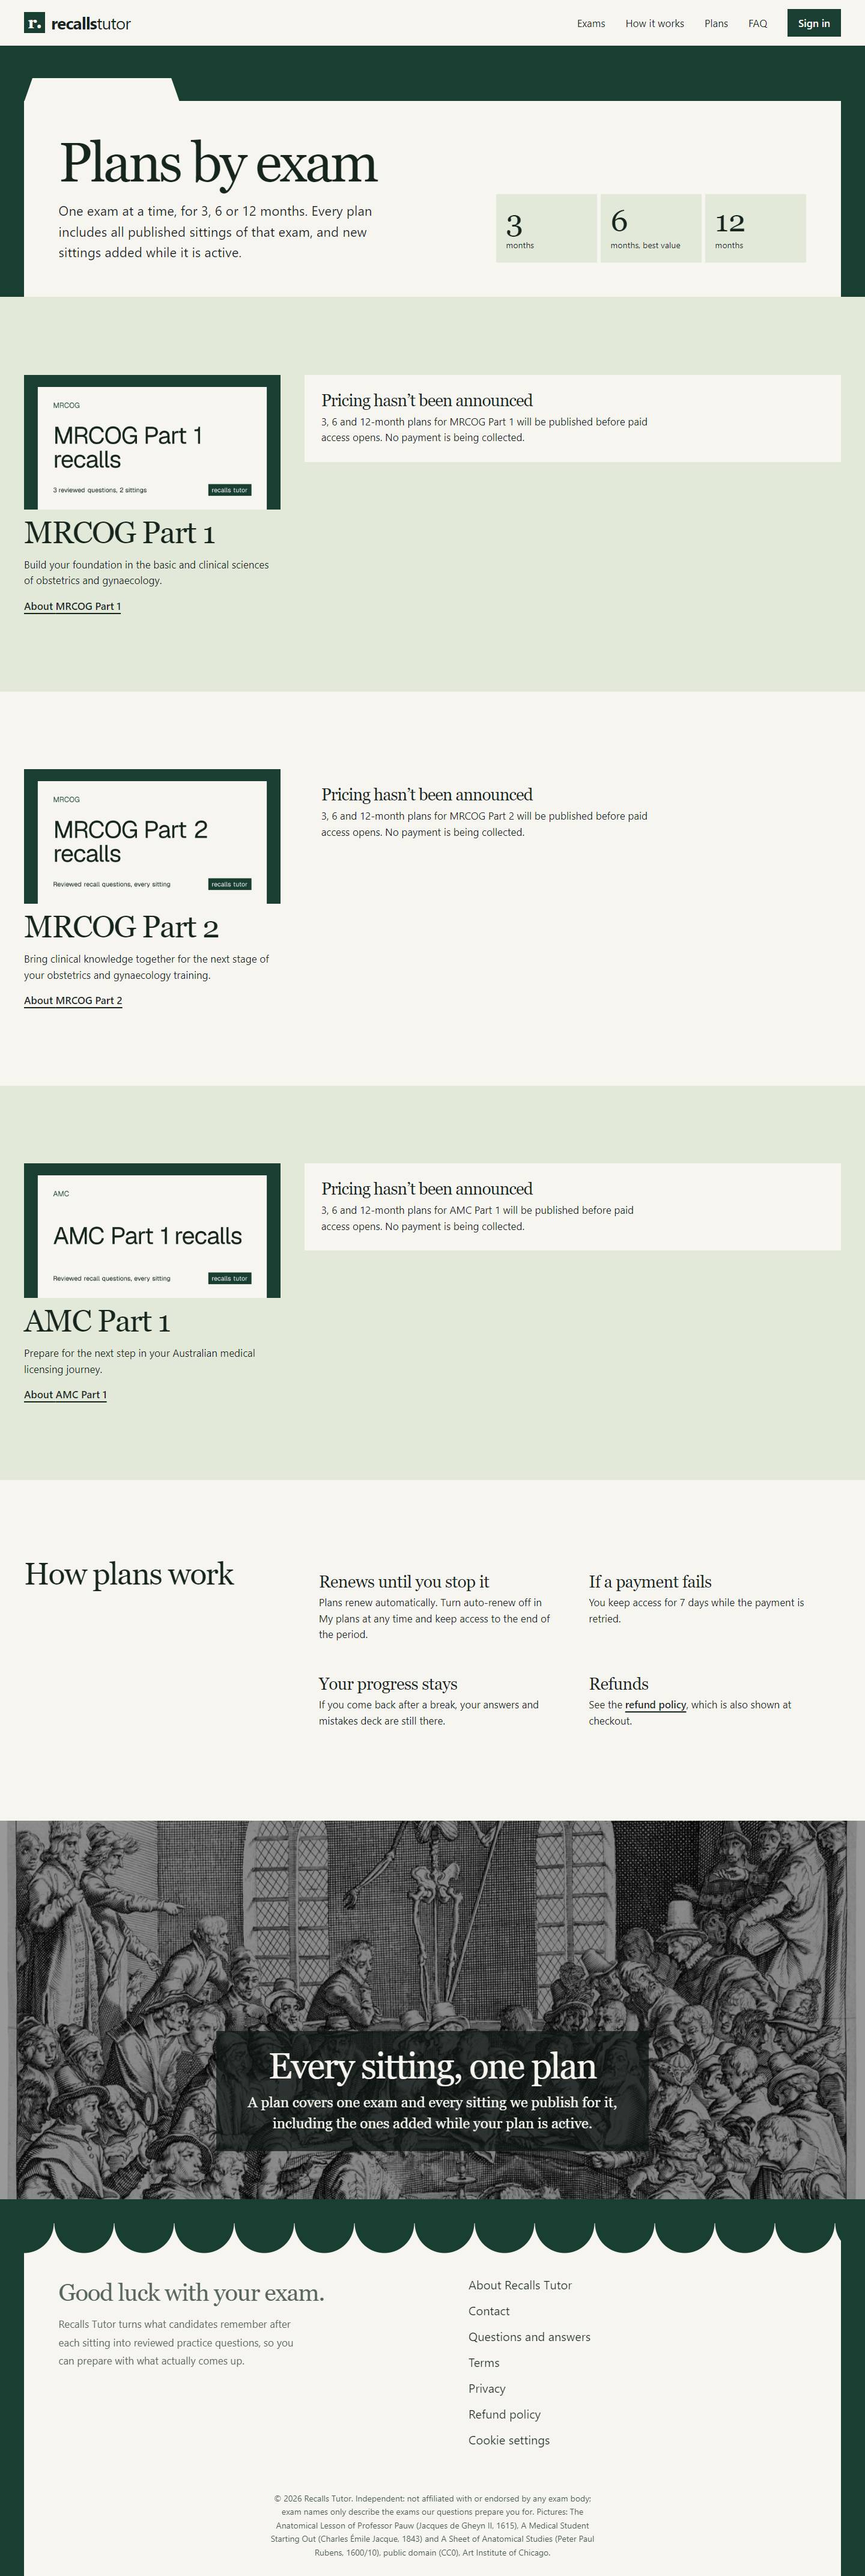 r. recallstutor
Exams
How it works
Plans
FAQ
Sign in
Plans by exam
One exam at a time, for 3, 6 or 12 months. Every plan
includes all published sittings of that exam, and new
sittings added while it is active.
3
months
6
months, best value
12
months
MRCOG
MRCOG Part 1
recalls
3 reviewed questions, 2 sittings
recalls tutor
MRCOG Part 1
Build your foundation in the basic and clinical sciences
of obstetrics and gynaecology.
About MRCOG Part 1
Pricing hasn’t been announced
3, 6 and 12-month plans for MRCOG Part 1 will be published before paid
access opens. No payment is being collected.
MRCOG
MRCOG Part 2
recalls
Reviewed recall questions, every sitting
recalls tutor
MRCOG Part 2
Bring clinical knowledge together for the next stage of
your obstetrics and gynaecology training.
About MRCOG Part 2
Pricing hasn’t been announced
3, 6 and 12-month plans for MRCOG Part 2 will be published before paid
access opens. No payment is being collected.
AMC
AMC Part 1 recalls
Reviewed recall questions, every sitting
recalls tutor
AMC Part 1
Prepare for the next step in your Australian medical
licensing journey.
About AMC Part 1
Pricing hasn’t been announced
3, 6 and 12-month plans for AMC Part 1 will be published before paid
access opens. No payment is being collected.
How plans work
Renews until you stop it
Plans renew automatically. Turn auto-renew off in
My plans at any time and keep access to the end of
the period.
If a payment fails
You keep access for 7 days while the payment is
retried.
Your progress stays
If you come back after a break, your answers and
mistakes deck are still there.
Refunds
See the refund policy, which is also shown at
checkout.
Every sitting, one plan
A plan covers one exam and every sitting we publish for it,
including the ones added while your plan is active.
Good luck with your exam.
Recalls Tutor turns what candidates remember after
each sitting into reviewed practice questions, so you
can prepare with what actually comes up.
About Recalls Tutor
Contact
Questions and answers
Terms
Privacy
Refund policy
Cookie settings
© 2026 Recalls Tutor. Independent: not affiliated with or endorsed by any exam body;
exam names only describe the exams our questions prepare you for. Pictures: The
Anatomical Lesson of Professor Pauw (Jacques de Gheyn II, 1615), A Medical Student
Starting Out (Charles Émile Jacque, 1843) and A Sheet of Anatomical Studies (Peter Paul
Rubens, 1600/10), public domain (CC0), Art Institute of Chicago.